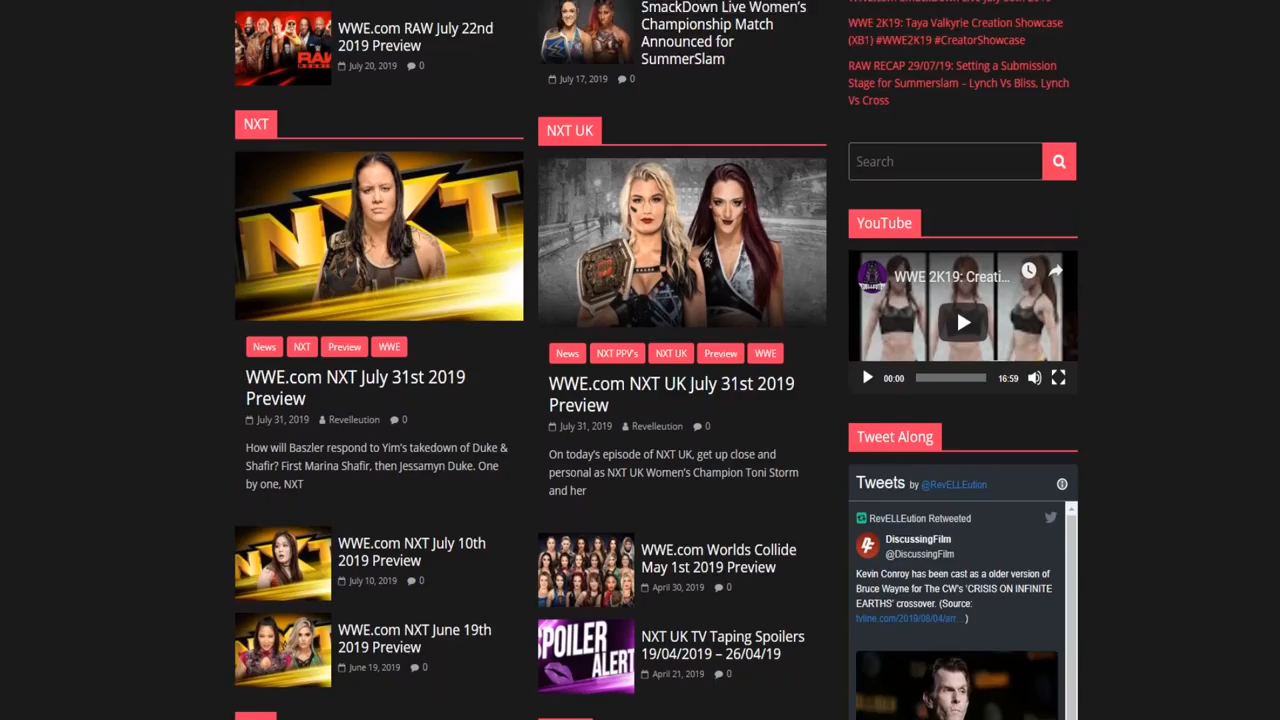 WWE.com RAW July 22nd
2019 Preview
July 20, 2019 0
RAW
SmackDown Live Women's
Championship Match
Announced for
SummerSlam
July 17, 2019 0
NXT
NXT
News NXT Preview WWE
WWE.com NXT July 31st 2019
Preview
July 31, 2019 Revelleution 0
How will Baszler respond to Yim's takedown of Duke &
Shafir? First Marina Shafir, then Jessamyn Duke. One
by one, NXT
WWE.com NXT July 10th
2019 Preview
July 10, 2019 0
WWE.com NXT June 19th
2019 Preview
June 19, 2019 0
NXT UK
News NXT PPV's NXT UK Preview WWE
WWE.com NXT UK July 31st 2019
Preview
July 31, 2019 Revelleution 0
On today's episode of NXT UK, get up close and
personal as NXT UK Women's Champion Toni Storm
and her
WWE.com Worlds Collide
May 1st 2019 Preview
April 30, 2019 0
SPOILER
ALERT
NXT UK TV Taping Spoilers
19/04/2019 – 26/04/19
April 21, 2019 0
WWE 2K19: Taya Valkyrie Creation Showcase
(XB1) #WWE2K19 #CreatorShowcase
RAW RECAP 29/07/19: Setting a Submission
Stage for Summerslam – Lynch Vs Bliss, Lynch
Vs Cross
Search
YouTube
WWE 2K19: Creati...
00:00 16:59
Tweet Along
Tweets by @RevELLEution
RevELLEution Retweeted
DiscussingFilm
@DiscussingFilm
Kevin Conroy has been cast as a older version of
Bruce Wayne for The CW's 'CRISIS ON INFINITE
EARTHS' crossover. (Source:
tvline.com/2019/08/04/arr... )